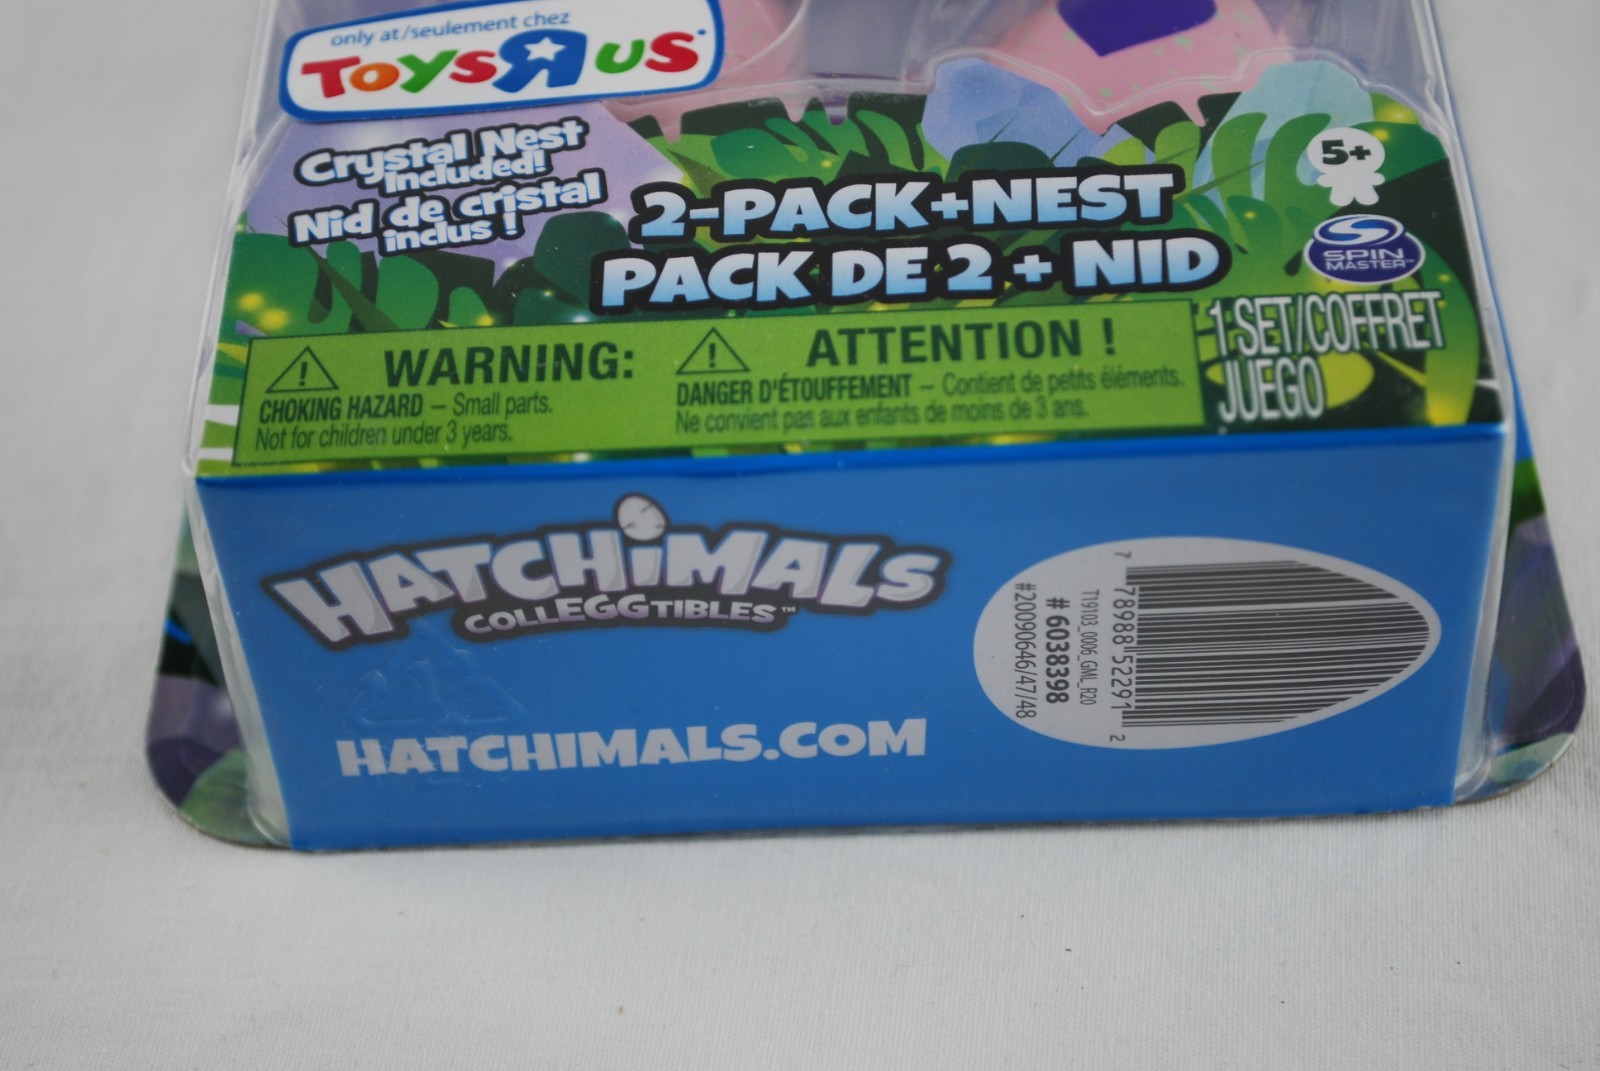 only at/seulement chez
TOYSRUS
Crystal Nest
Included!
Nid de cristal
inclus !
2-PACK+NEST
PACK DE 2 + NID
5+
SPIN
MASTER™
WARNING:
CHOKING HAZARD – Small parts.
Not for children under 3 years.
ATTENTION !
DANGER D'ÉTOUFFEMENT – Contient de petits éléments.
Ne convient pas aux enfants de moins de 3 ans.
1 SET/COFFRET
JUEGO
HATCHiMALS
COLLEGGTIBLES™
HATCHIMALS.COM
7 78988 52291 2
T19103_0006_GML_R20
# 6038398
#20090646/47/48